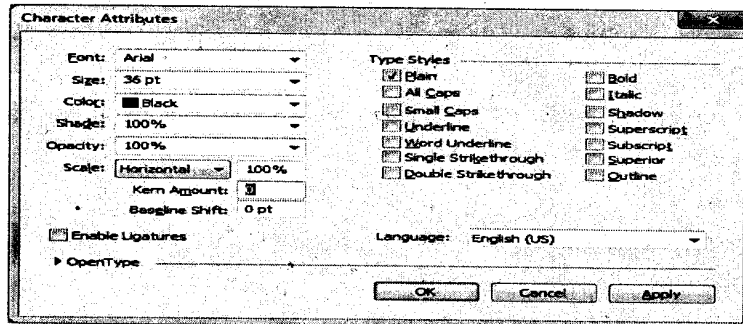 Character Attributes
Font: Arial
Size: 36 pt
Color: Black
Shade: 100%
Opacity: 100%
Scale: Horizontal 100%
Kern Amount: 0
Baseline Shift: 0 pt
Enable Ligatures
OpenType
Type Styles
Plain
All Caps
Small Caps
Underline
Word Underline
Single Strikethrough
Double Strikethrough
Bold
Italic
Shadow
Superscript
Subscript
Superior
Outline
Language: English (US)
OK Cancel Apply